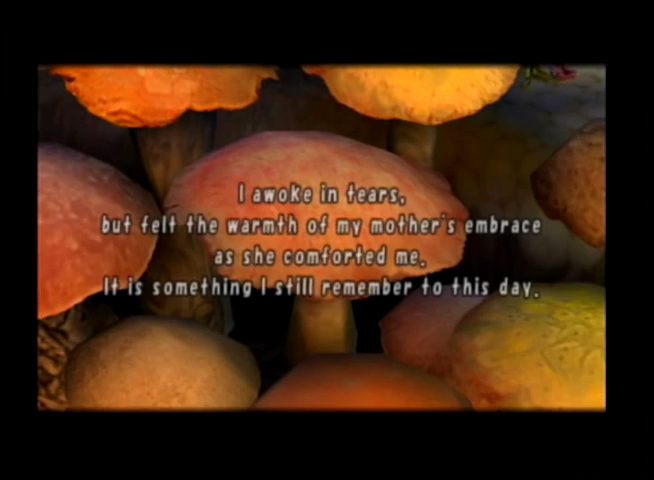 I awoke in tears,
but felt the warmth of my mother's embrace
as she comforted me.
It is something I still remember to this day.